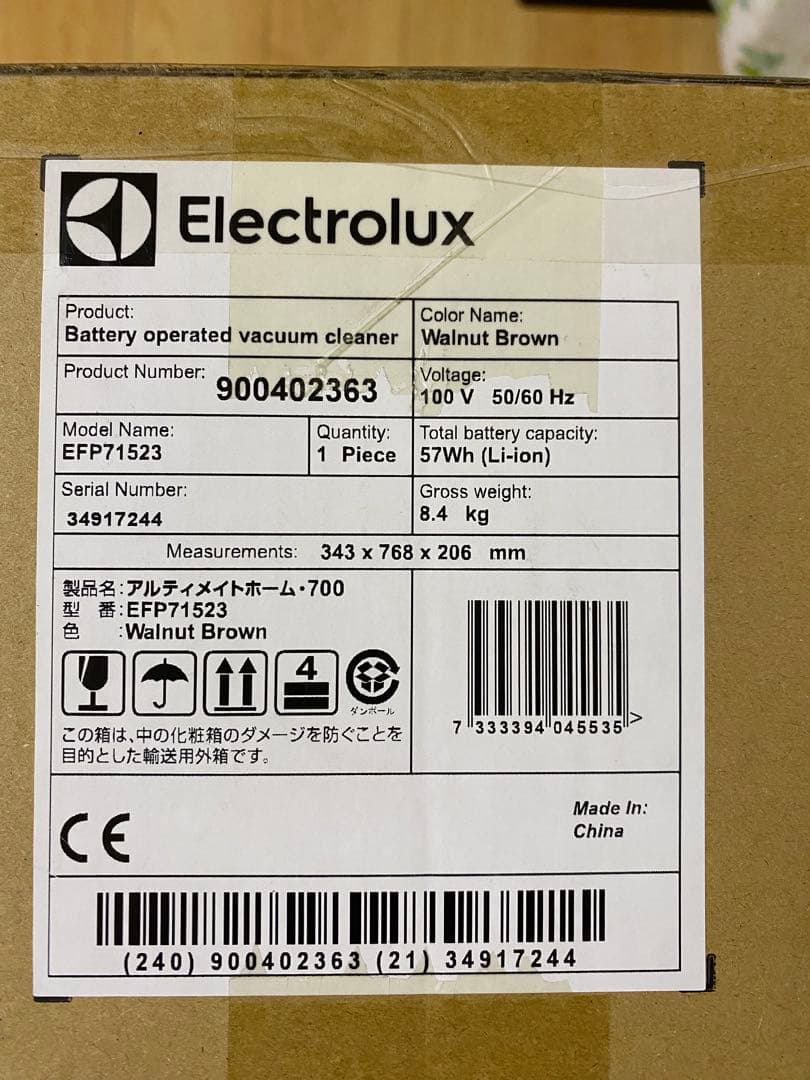 Electrolux
Product:
Battery operated vacuum cleaner
Color Name:
Walnut Brown
Product Number: 900402363
Voltage:
100 V 50/60 Hz
Model Name:
EFP71523
Quantity:
1 Piece
Total battery capacity:
57Wh (Li-ion)
Serial Number:
34917244
Gross weight:
8.4 kg
Measurements: 343 x 768 x 206 mm
製品名:アルティメイトホーム・700
型 番:EFP71523
色 :Walnut Brown
4
ダンボール
この箱は、中の化粧箱のダメージを防ぐことを
目的とした輸送用外箱です。
7 333394 045535 >
CE
Made In:
China
(240) 900402363 (21) 34917244